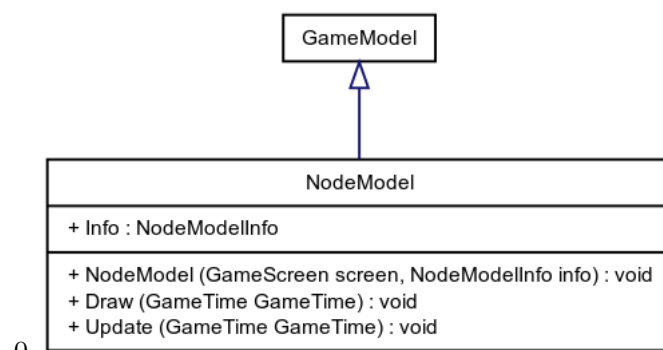 GameModel
NodeModel
+ Info : NodeModelInfo
+ NodeModel (GameScreen screen, NodeModelInfo info) : void
+ Draw (GameTime GameTime) : void
+ Update (GameTime GameTime) : void